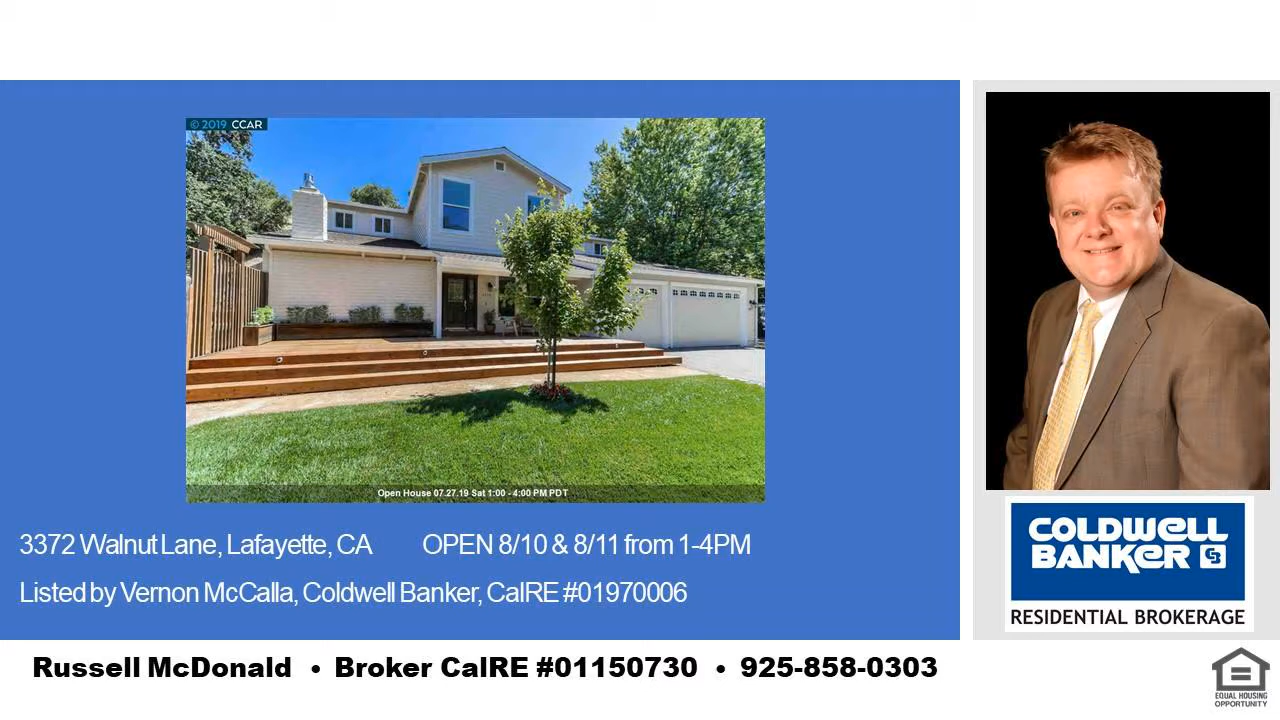 © 2019 CCAR
Open House 07.27.19 Sat 1:00 - 4:00 PM PDT
3372 Walnut Lane, Lafayette, CA OPEN 8/10 & 8/11 from 1-4PM
Listed by Vernon McCalla, Coldwell Banker, CalRE #01970006
COLDWELL
BANKER CB
RESIDENTIAL BROKERAGE
Russell McDonald • Broker CalRE #01150730 • 925-858-0303
EQUAL HOUSING
OPPORTUNITY